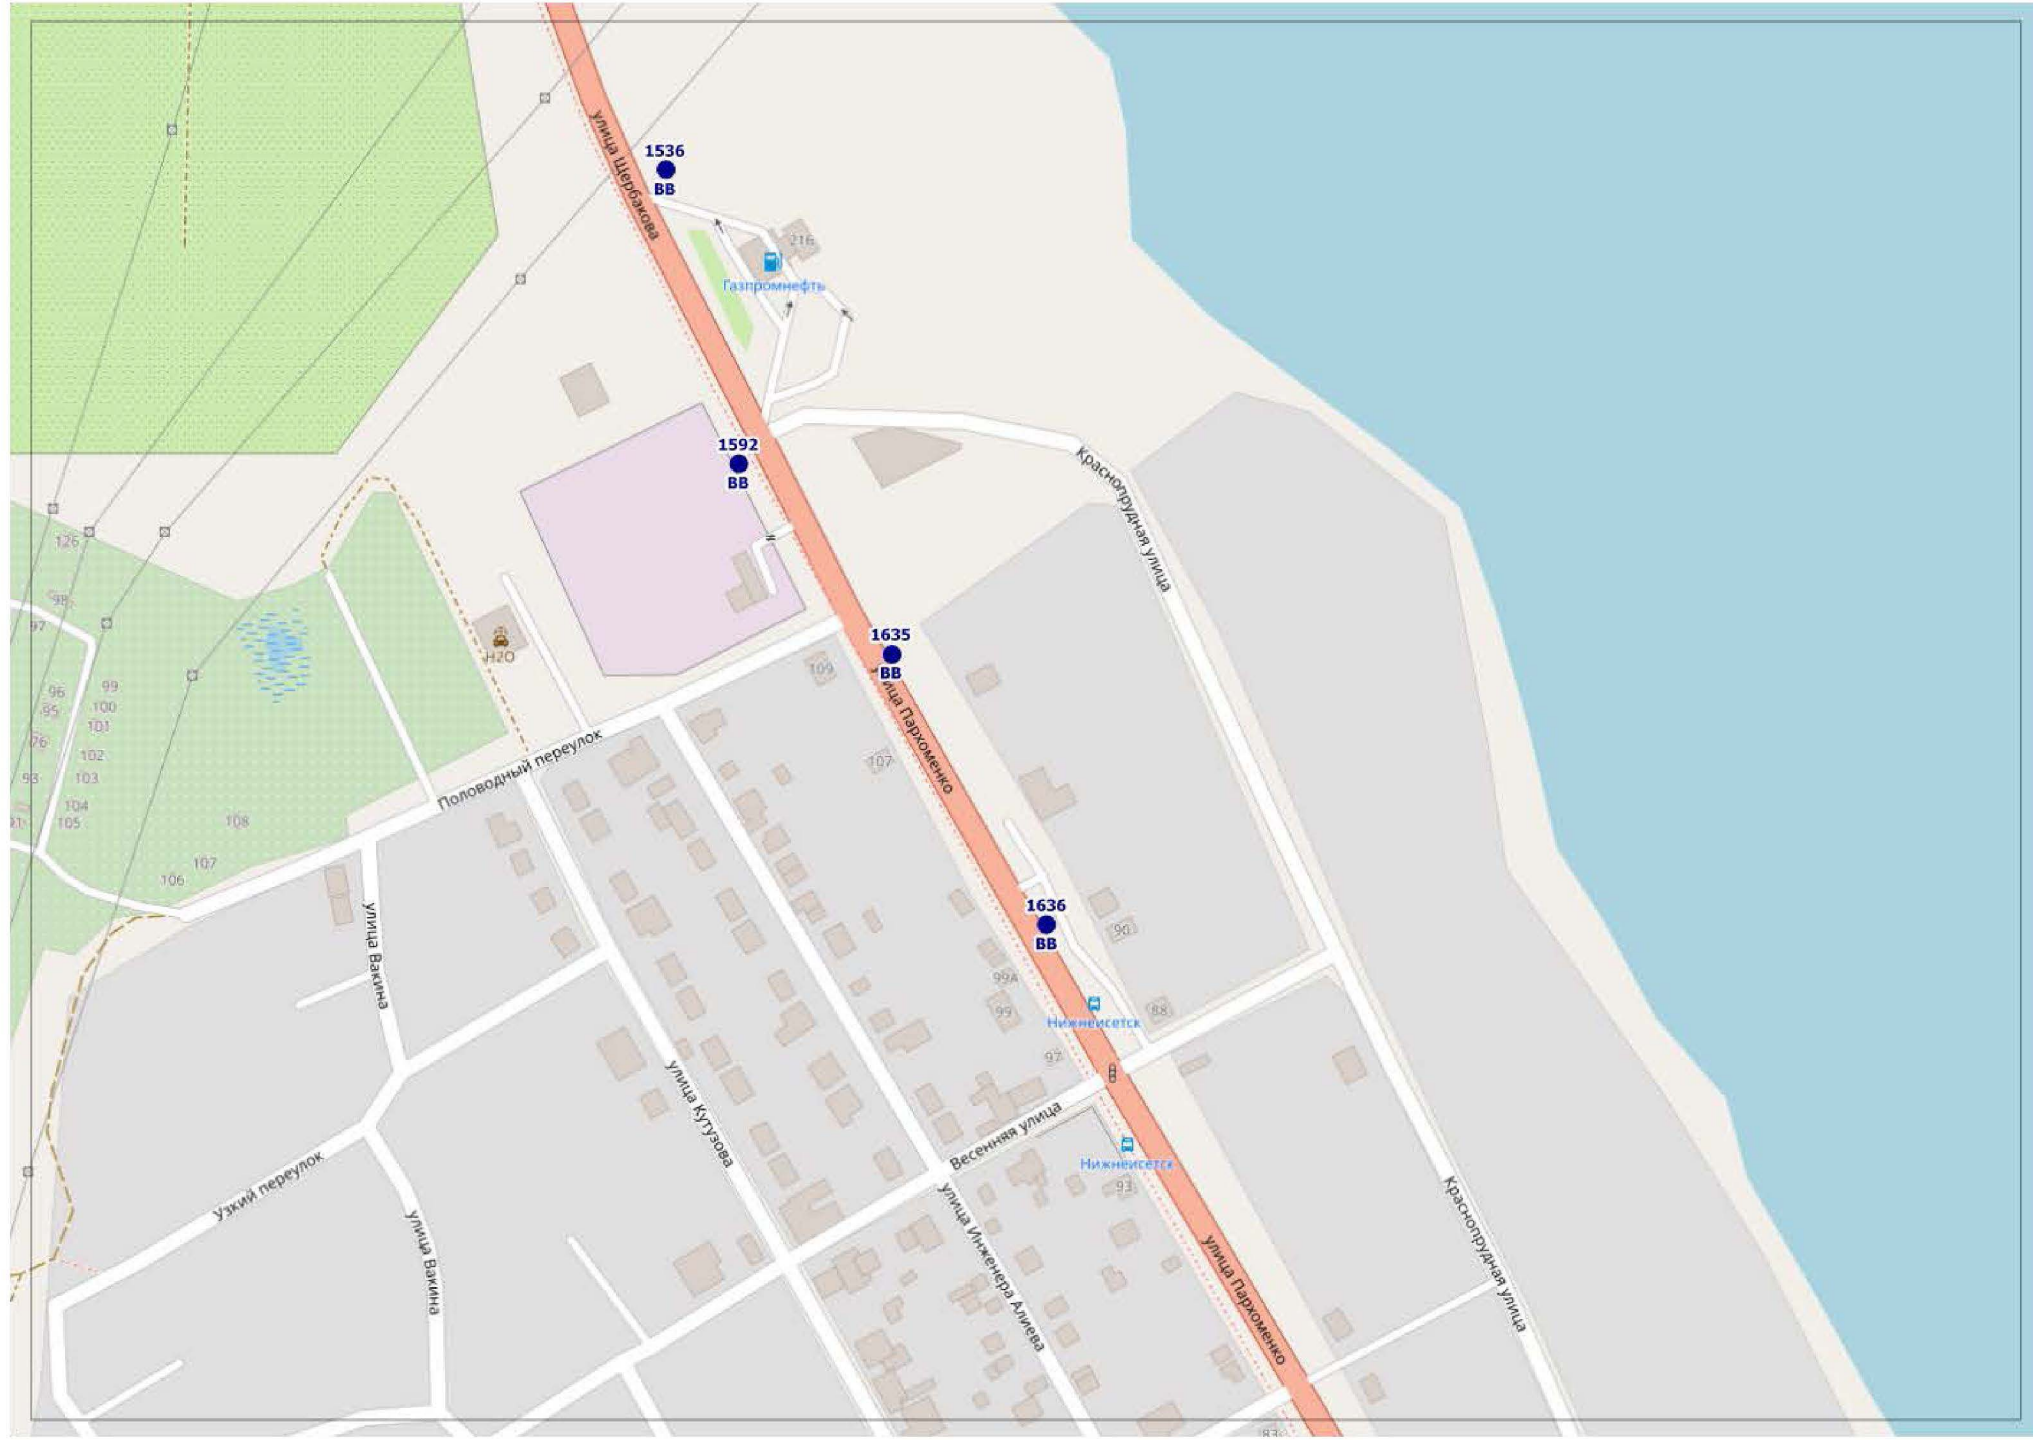 улица Щербакова
1536
ВВ
216
Газпромнефть
1592
ВВ
Краснопрудная улица
126
98
97
1635
ВВ
H2O
109
улица Пархоменко
99
96
100
95
101
76
102
107
93
103
Половодный переулок
104
105
108
107
106
1636
ВВ
90
улица Вакина
99А
99
88
Нижнеисетск
97
улица Кутузова
Весенняя улица
Нижнеисетск
93
Узкий переулок
улица Инженера Алиева
улица Вакина
улица Пархоменко
Краснопрудная улица
83